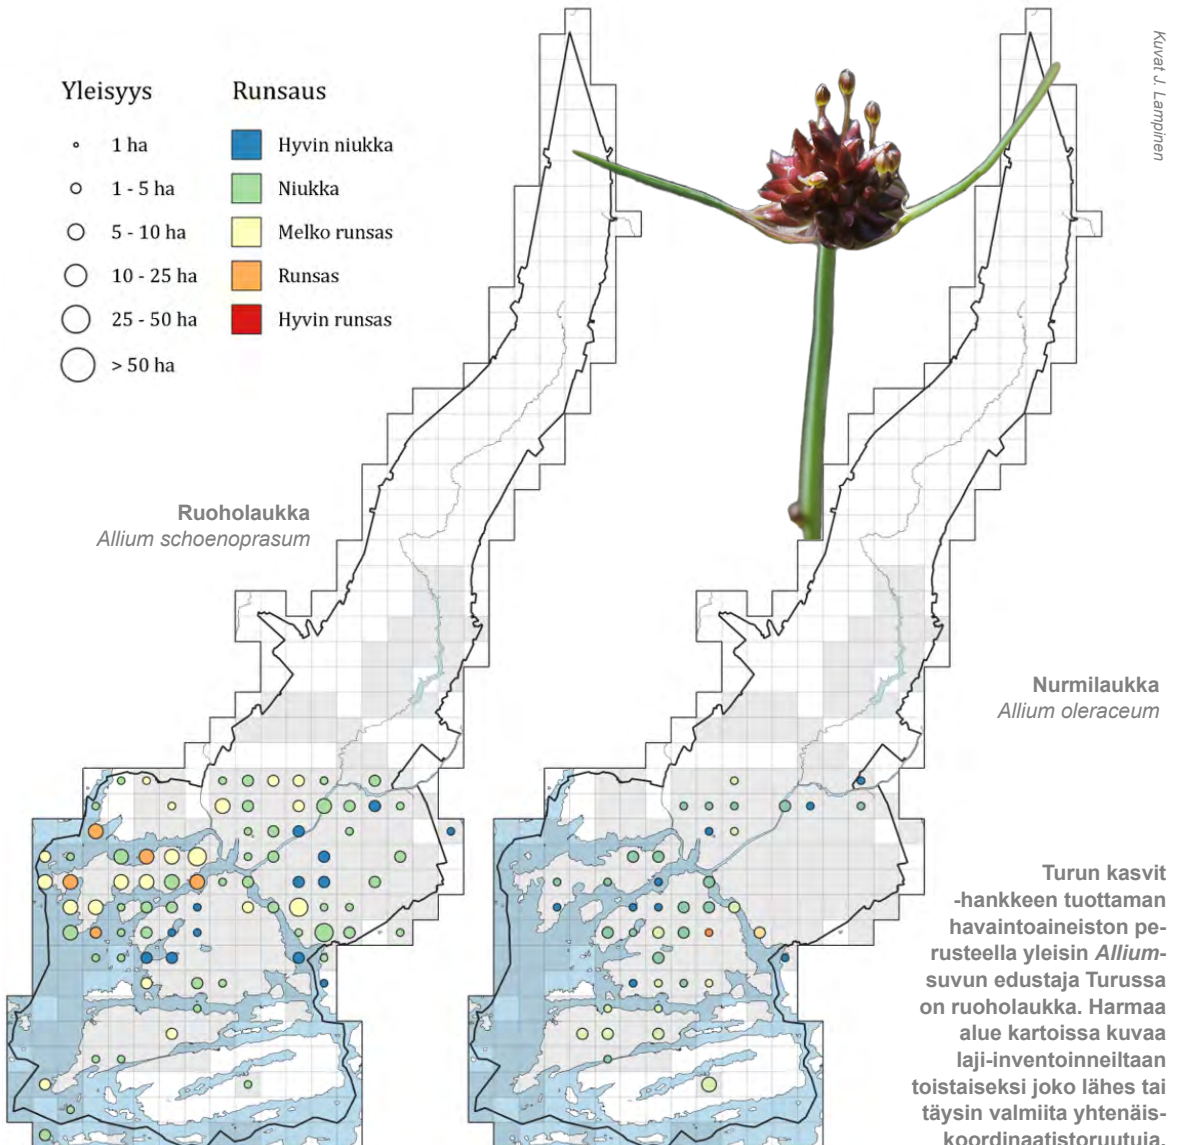 Yleisyys
1 ha
1 - 5 ha
5 - 10 ha
10 - 25 ha
25 - 50 ha
> 50 ha
Runsaus
Hyvin niukka
Niukka
Melko runsas
Runsas
Hyvin runsas
Kuvat J. Lampinen
Ruoholaukka
Allium schoenoprasum
Nurmilaukka
Allium oleraceum
Turun kasvit
-hankkeen tuottaman
havaintoaineiston pe-
rusteella yleisin Allium-
suvun edustaja Turussa
on ruoholaukka. Harmaa
alue kartoissa kuvaa
laji-inventoinneiltaan
toistaiseksi joko lähes tai
täysin valmiita yhtenäis-
koordinaatistoruutuja.